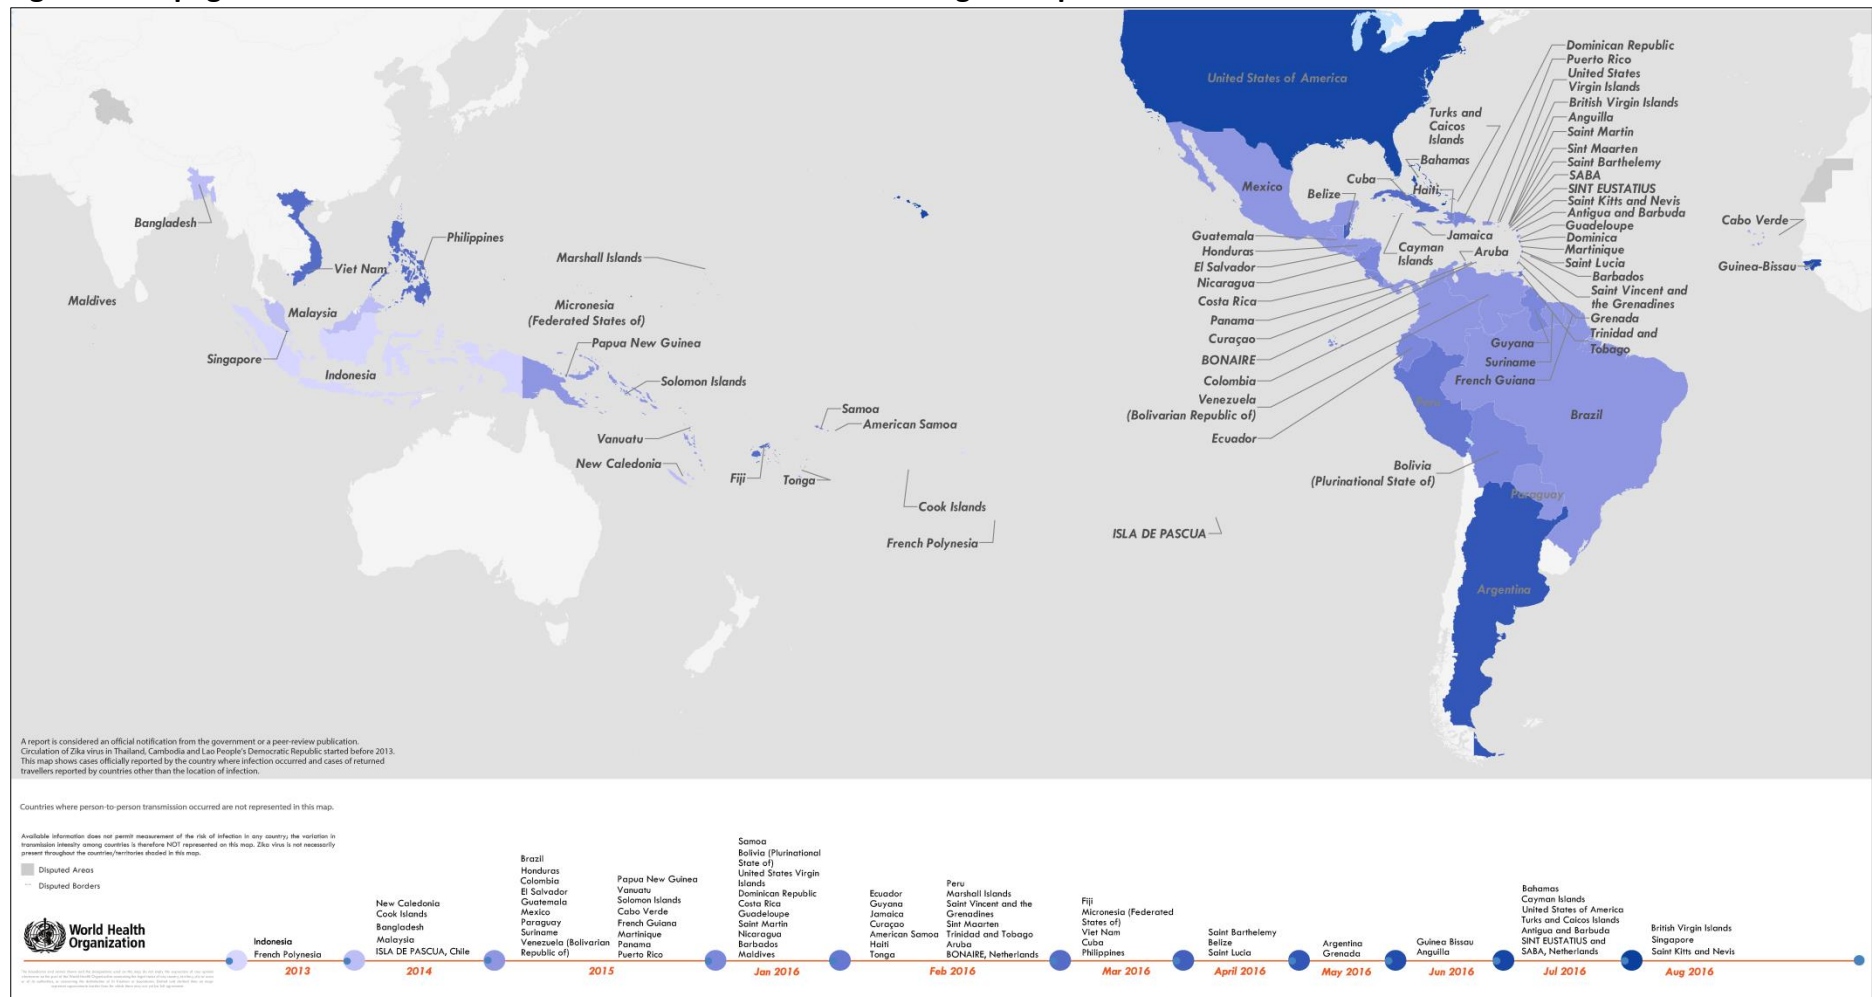 United States of America
Dominican Republic
Puerto Rico
United States
Virgin Islands
British Virgin Islands
Anguilla
Saint Martin
Sint Maarten
Saint Barthelemy
SABA
SINT EUSTATIUS
Saint Kitts and Nevis
Antigua and Barbuda
Guadeloupe
Dominica
Martinique
Saint Lucia
Barbados
Saint Vincent and
the Grenadines
Grenada
Trinidad and
Tobago
Turks and
Caicos
Islands
Bahamas
Cuba
Haiti
Belize
Mexico
Jamaica
Cayman
Islands
Aruba
Guatemala
Honduras
El Salvador
Nicaragua
Costa Rica
Panama
Curaçao
BONAIRE
Colombia
Venezuela
(Bolivarian Republic of)
Ecuador
Guyana
Suriname
French Guiana
Peru
Brazil
Bolivia
(Plurinational State of)
Paraguay
Argentina
Cabo Verde
Guinea-Bissau
Bangladesh
Viet Nam
Philippines
Maldives
Malaysia
Singapore
Indonesia
Marshall Islands
Micronesia
(Federated States of)
Papua New Guinea
Solomon Islands
Samoa
American Samoa
Vanuatu
New Caledonia
Fiji
Tonga
Cook Islands
French Polynesia
ISLA DE PASCUA
A report is considered an official notification from the government or a peer-review publication.
Circulation of Zika virus in Thailand, Cambodia and Lao People's Democratic Republic started before 2013.
This map shows cases officially reported by the country where infection occurred and cases of returned
travellers reported by countries other than the location of infection.
Countries where person-to-person transmission occurred are not represented in this map.
Available information does not permit measurement of the risk of infection in any country; the variation in
transmission intensity among countries is therefore NOT represented on this map. Zika virus is not necessarily
present throughout the countries/territories shaded in this map.
Disputed Areas
Disputed Borders
World Health
Organization
Indonesia
French Polynesia
2013
New Caledonia
Cook Islands
Bangladesh
Malaysia
ISLA DE PASCUA, Chile
2014
Brazil
Honduras
Colombia
El Salvador
Guatemala
Mexico
Paraguay
Suriname
Venezuela (Bolivarian
Republic of)
Papua New Guinea
Vanuatu
Solomon Islands
Cabo Verde
French Guiana
Martinique
Panama
Puerto Rico
2015
Samoa
Bolivia (Plurinational
State of)
United States Virgin
Islands
Dominican Republic
Costa Rica
Guadeloupe
Saint Martin
Nicaragua
Barbados
Maldives
Jan 2016
Ecuador
Guyana
Jamaica
Curaçao
American Samoa
Haiti
Tonga
Peru
Marshall Islands
Saint Vincent and the
Grenadines
Sint Maarten
Trinidad and Tobago
Aruba
BONAIRE, Netherlands
Feb 2016
Fiji
Micronesia (Federated
States of)
Viet Nam
Cuba
Philippines
Mar 2016
Saint Barthelemy
Belize
Saint Lucia
April 2016
Argentina
Grenada
May 2016
Guinea Bissau
Anguilla
Jun 2016
Bahamas
Cayman Islands
United States of America
Turks and Caicos Islands
Antigua and Barbuda
SINT EUSTATIUS and
SABA, Netherlands
Jul 2016
British Virgin Islands
Singapore
Saint Kitts and Nevis
Aug 2016